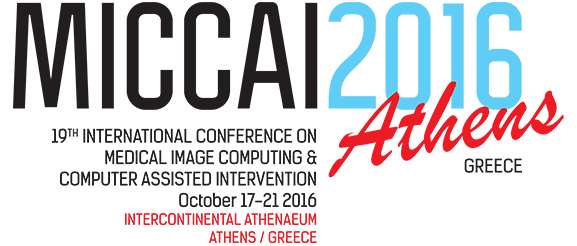 MICCAI2016
Athens
GREECE
19TH INTERNATIONAL CONFERENCE ON
MEDICAL IMAGE COMPUTING &
COMPUTER ASSISTED INTERVENTION
October 17–21 2016
INTERCONTINENTAL ATHENAEUM
ATHENS / GREECE